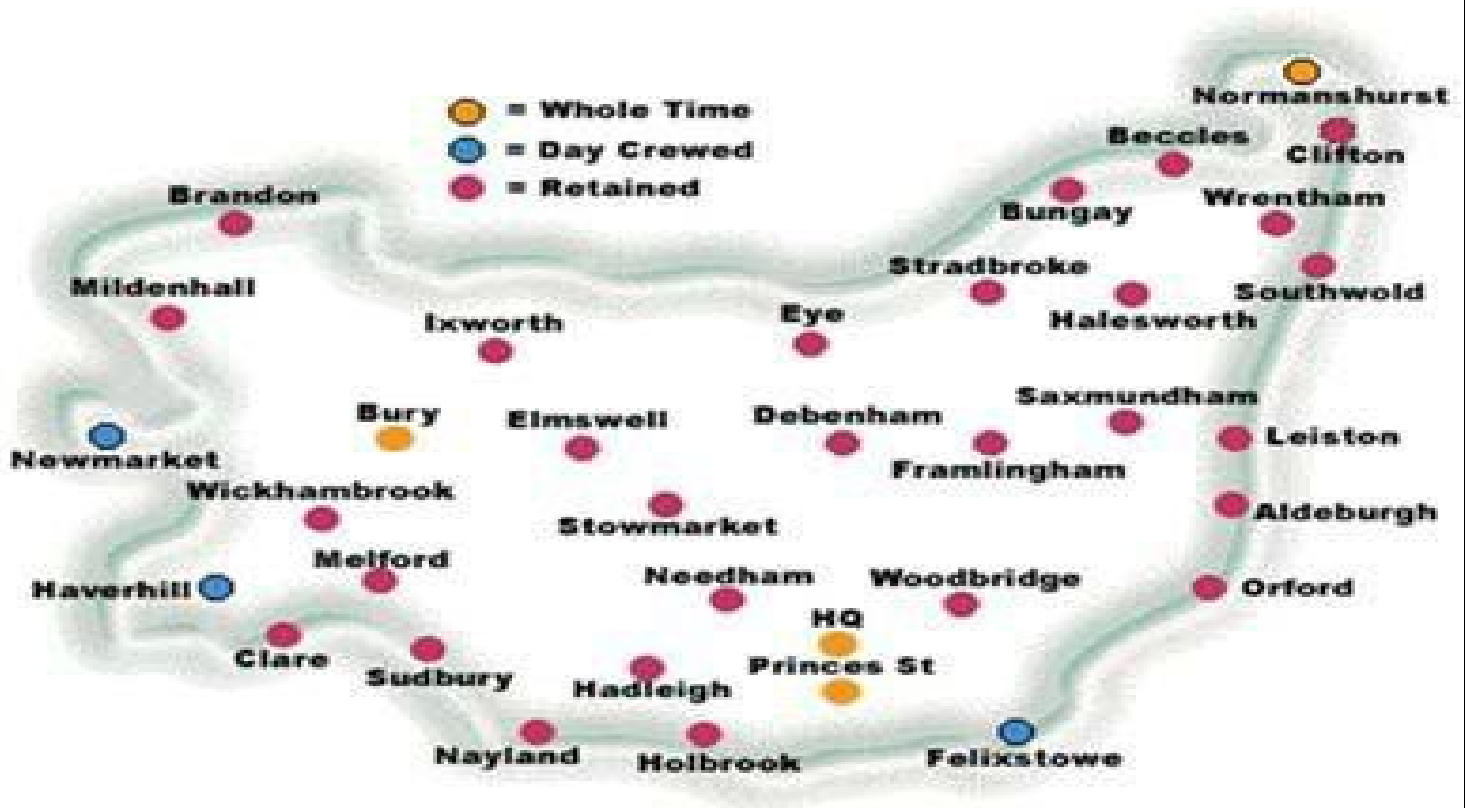 Normanshurst
= Whole Time
Beccles
= Day Crewed
Clifton
= Retained
Brandon
Wrentham
Bungay
Stradbroke
Mildenhall
Southwold
Eye
Halesworth
Ixworth
Saxmundham
Bury
Elmswell
Debenham
Leiston
Newmarket
Framlingham
Wickhambrook
Aldeburgh
Stowmarket
Melford
Needham
Woodbridge
Haverhill
Orford
HQ
Clare
Princes St
Sudbury
Hadleigh
Nayland
Holbrook
Felixstowe